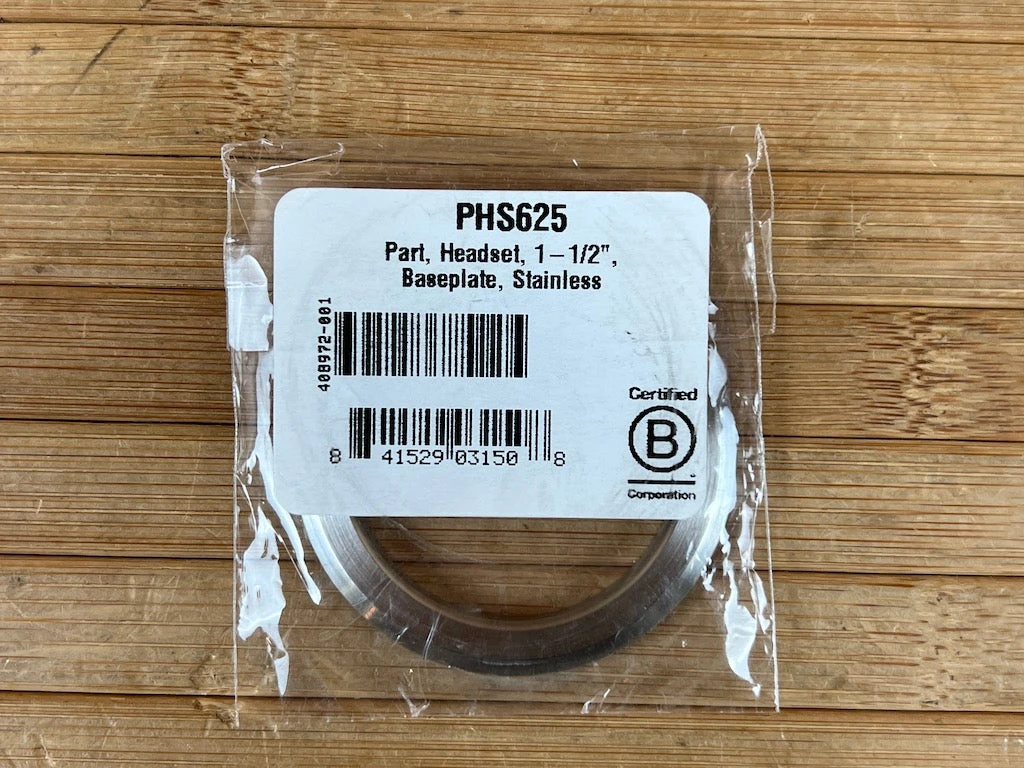 PHS625
Part, Headset, 1-1/2",
Baseplate, Stainless
408972-001
8 41529 03150 8
Certified
B
Corporation